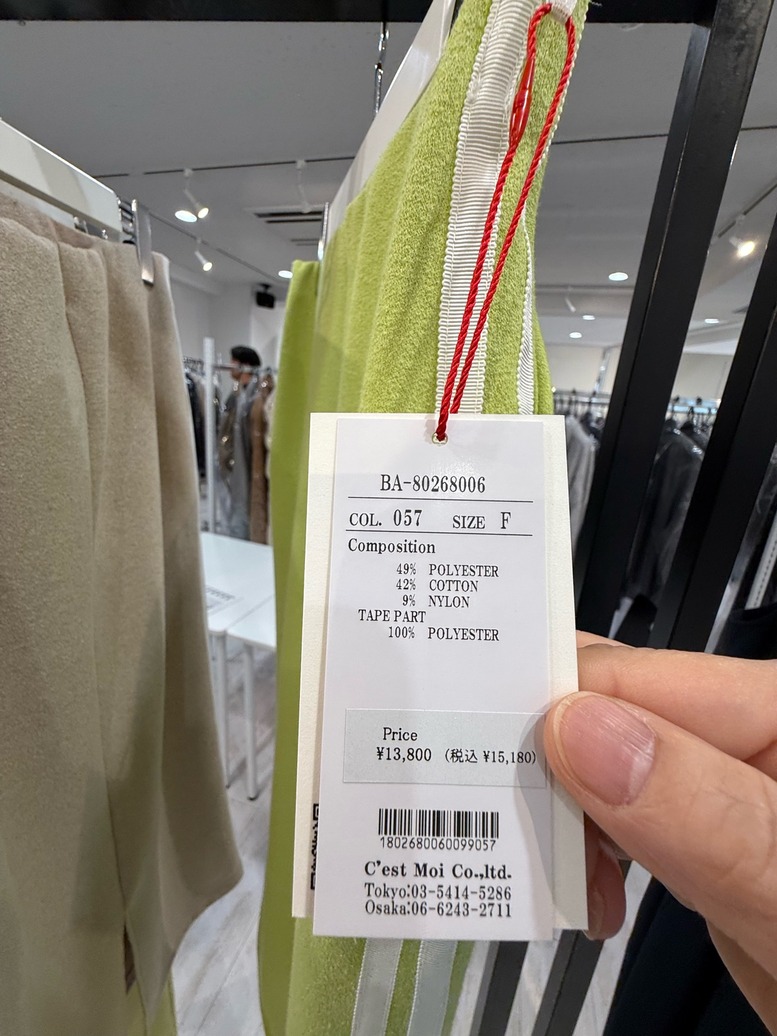 BA-80268006
COL. 057 SIZE F
Composition
49% POLYESTER
42% COTTON
9% NYLON
TAPE PART
100% POLYESTER
Price
¥13,800 (税込 ¥15,180)
1802680060099057
C'est Moi Co.,ltd.
Tokyo:03-5414-5286
Osaka:06-6243-2711